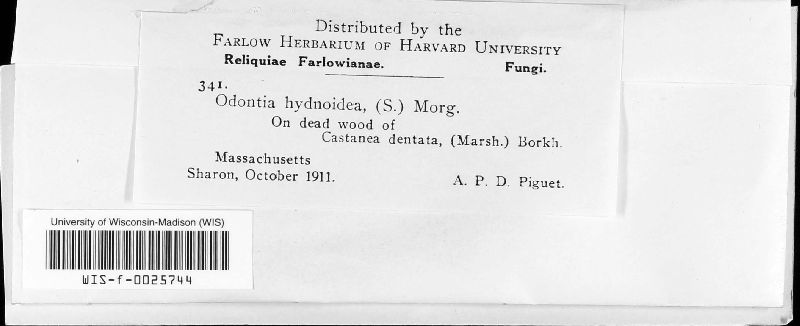 Distributed by the
FARLOW HERBARIUM OF HARVARD UNIVERSITY
Reliquiae Farlowianae. Fungi.
341.
Odontia hydnoidea, (S.) Morg.
On dead wood of
Castanea dentata, (Marsh.) Borkh.
Massachusetts
Sharon, October 1911. A. P. D. Piguet.
University of Wisconsin-Madison (WIS)
WIS-f-0025744